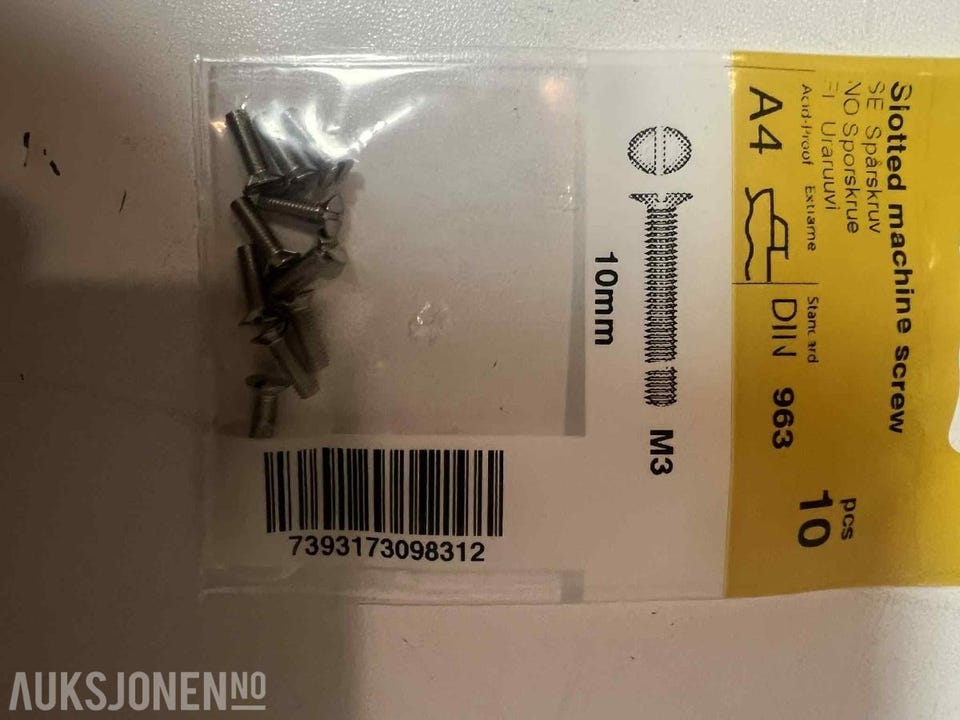 Slotted machine screw
SE Spårskruv
NO Sporskrue
FI Uraruuvi
Acid-Proof Extreme
A4
Standard
DIN 963
10
pcs
M3
10mm
7393173098312
AUKSJONEN.NO